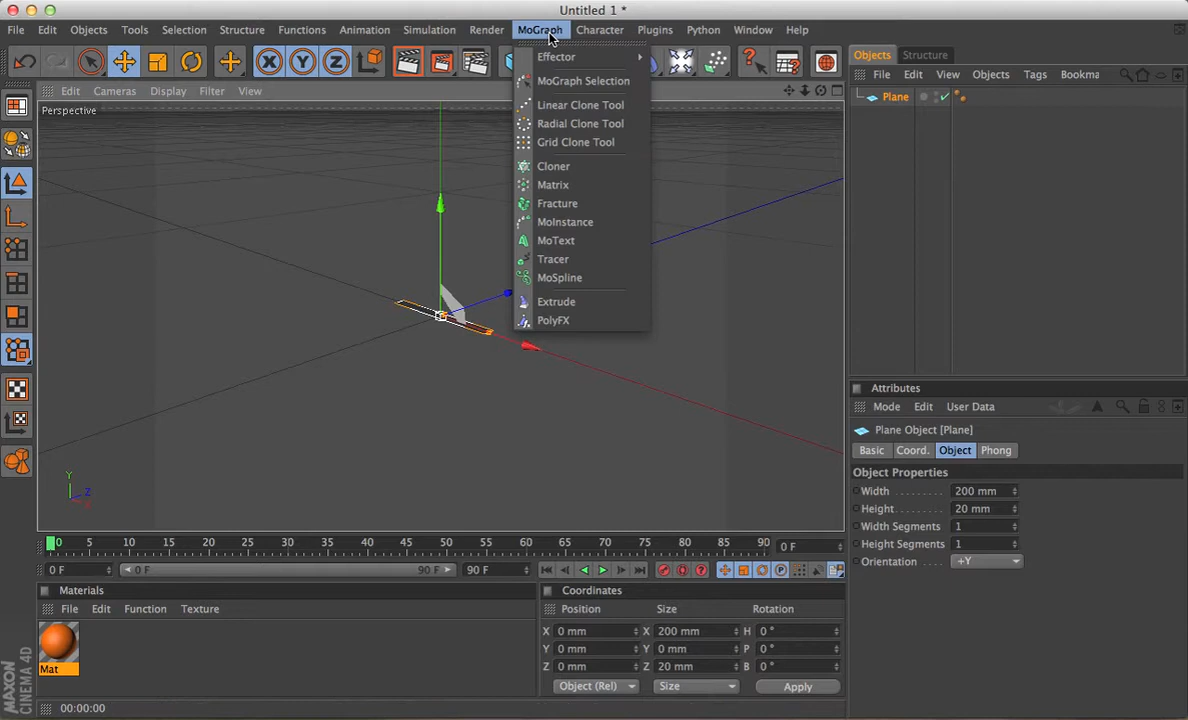 Untitled 1 *
File Edit Objects Tools Selection Structure Functions Animation Simulation Render MoGraph Character Plugins Python Window Help
X Y Z
Edit Cameras Display Filter View
Perspective
Effector
MoGraph Selection
Linear Clone Tool
Radial Clone Tool
Grid Clone Tool
Cloner
Matrix
Fracture
MoInstance
MoText
Tracer
MoSpline
Extrude
PolyFX
Y
Z
X
Objects Structure
File Edit View Objects Tags Bookma
Plane
Attributes
Mode Edit User Data
Plane Object [Plane]
Basic Coord. Object Phong
Object Properties
Width 200 mm
Height 20 mm
Width Segments 1
Height Segments 1
Orientation +Y
0 5 10 15 20 25 30 35 40 45 50 55 60 65 70 75 80 85 90 0 F
0 F 0 F 90 F 90 F
Materials
File Edit Function Texture
Mat
Coordinates
Position Size Rotation
X 0 mm X 200 mm H 0 °
Y 0 mm Y 0 mm P 0 °
Z 0 mm Z 20 mm B 0 °
Object (Rel) Size Apply
MAXON
CINEMA 4D
00:00:00